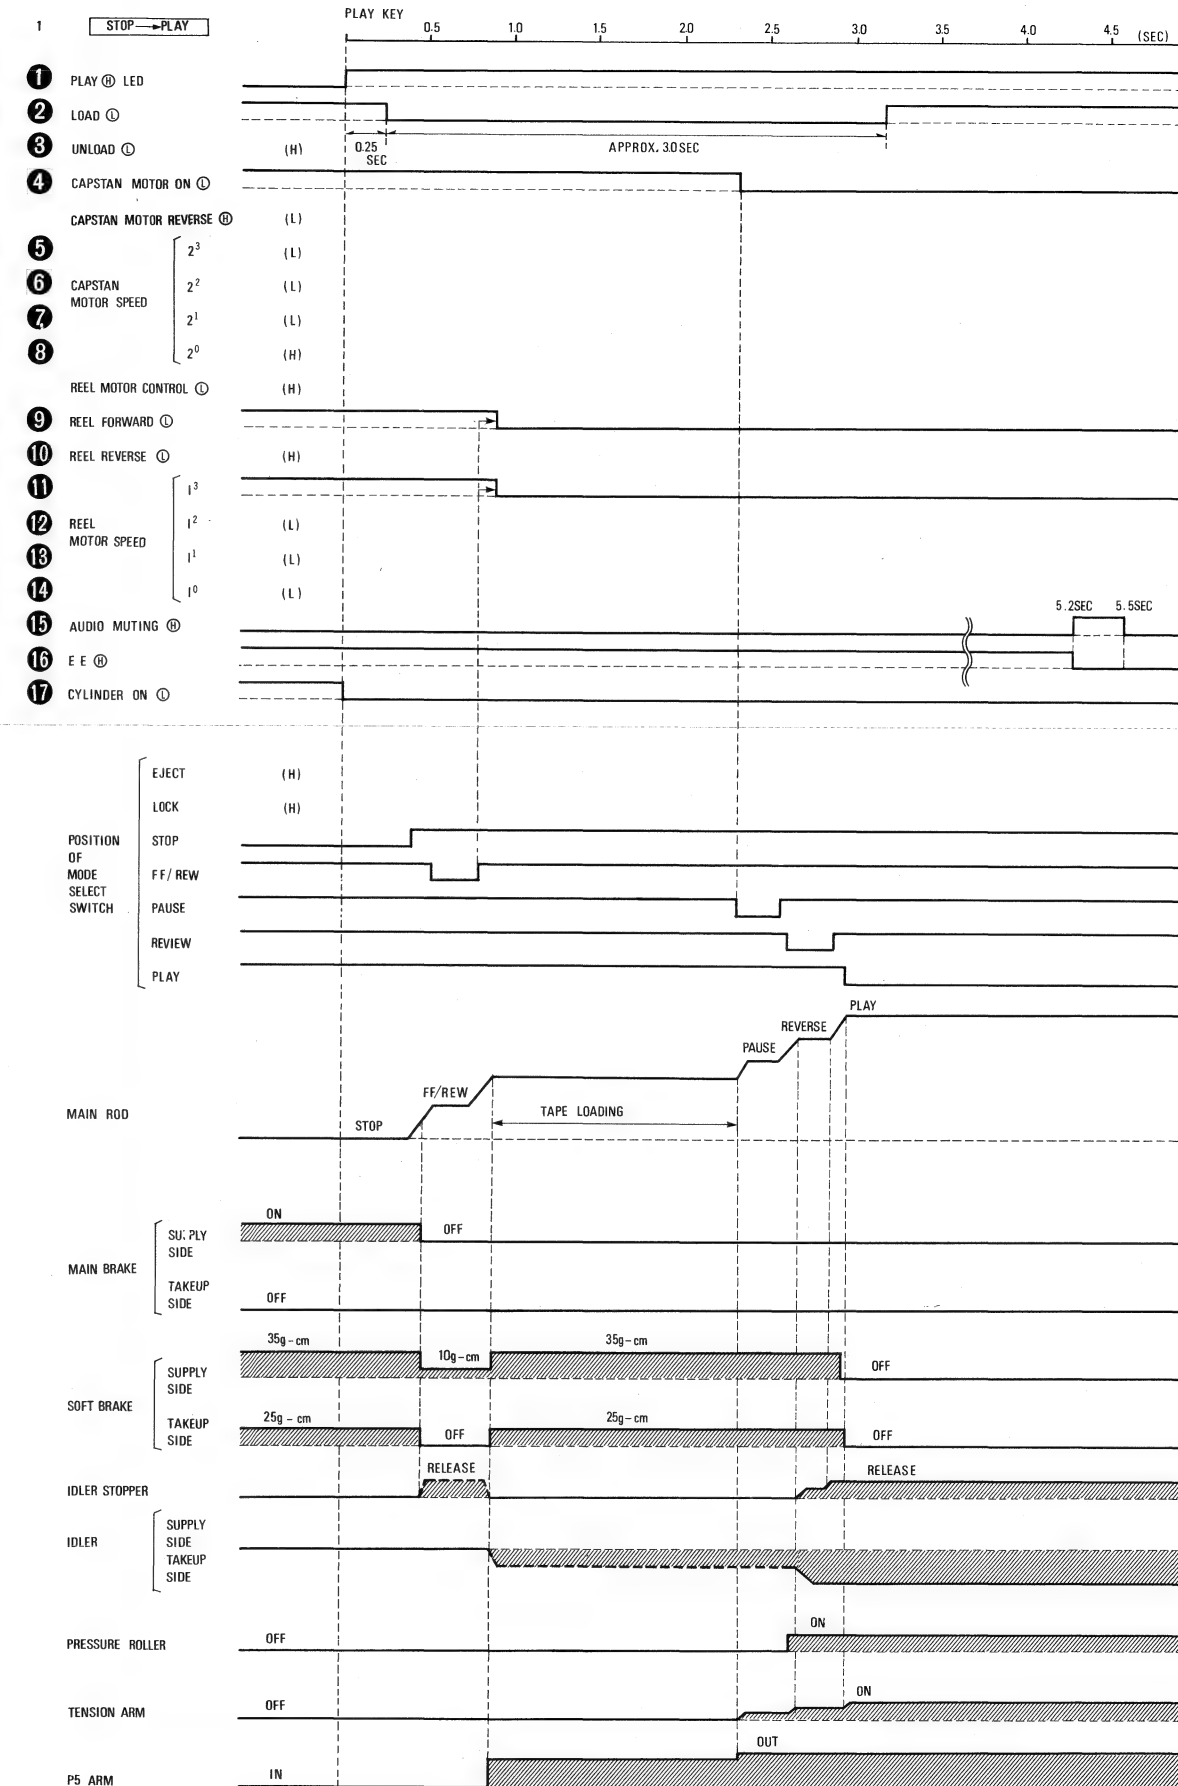 PLAY KEY
1 STOP→PLAY
0.5 1.0 1.5 2.0 2.5 3.0 3.5 4.0 4.5 (SEC)
1 PLAY Ⓗ LED
2 LOAD Ⓛ
3 UNLOAD Ⓛ (H) 0.25 SEC APPROX. 3.0SEC
4 CAPSTAN MOTOR ON Ⓛ
CAPSTAN MOTOR REVERSE Ⓗ (L)
5 2³ (L)
6 CAPSTAN MOTOR SPEED 2² (L)
7 2¹ (L)
8 2⁰ (H)
REEL MOTOR CONTROL Ⓛ (H)
9 REEL FORWARD Ⓛ
10 REEL REVERSE Ⓛ (H)
11 I³
12 REEL MOTOR SPEED I² (L)
13 I¹ (L)
14 I⁰ (L)
5.2SEC 5.5SEC
15 AUDIO MUTING Ⓗ
16 E E Ⓗ
17 CYLINDER ON Ⓛ
POSITION OF MODE SELECT SWITCH
EJECT (H)
LOCK (H)
STOP
FF/REW
PAUSE
REVIEW
PLAY
MAIN ROD
STOP
FF/REW
TAPE LOADING
PAUSE
REVERSE
PLAY
MAIN BRAKE
SU. PLY SIDE ON OFF
TAKEUP SIDE OFF
SOFT BRAKE
SUPPLY SIDE 35g-cm 10g-cm 35g-cm OFF
TAKEUP SIDE 25g-cm OFF 25g-cm OFF
IDLER STOPPER RELEASE RELEASE
IDLER
SUPPLY SIDE
TAKEUP SIDE
PRESSURE ROLLER OFF ON
TENSION ARM OFF ON
P5 ARM IN OUT